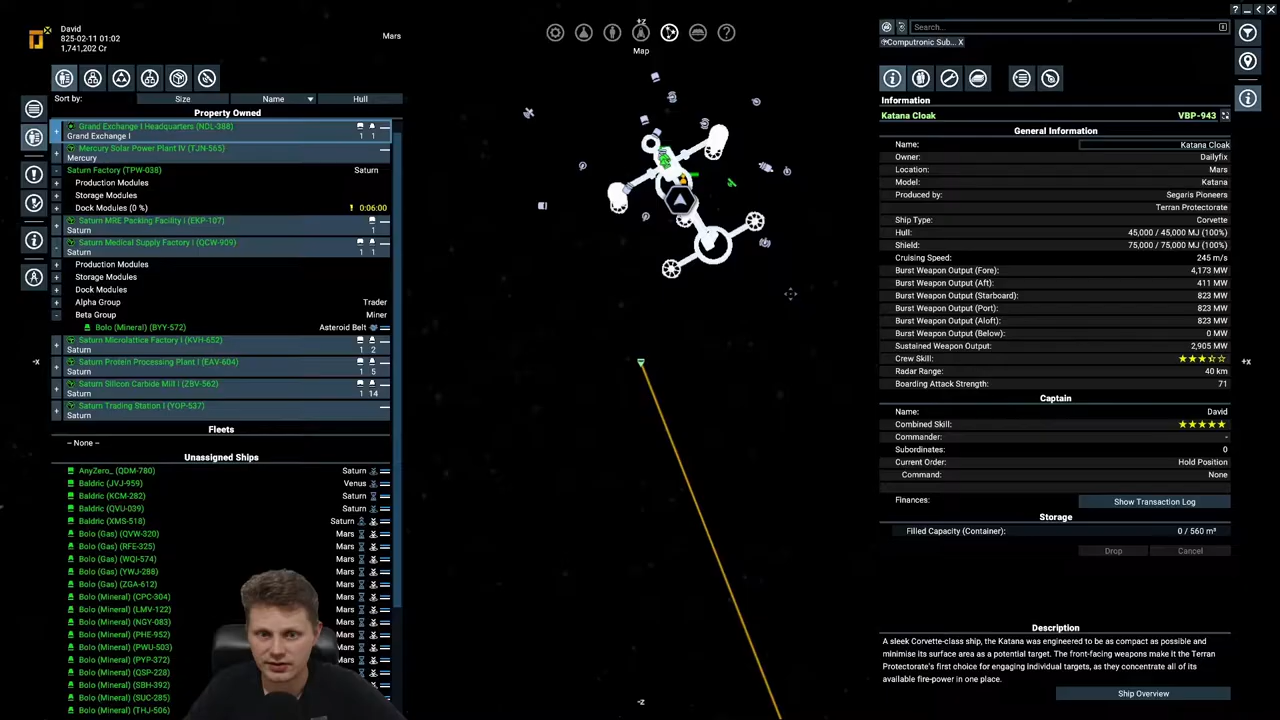 David
825-02-11 01:02
1,741,202 Cr
Mars
+z
Map
Search...
Computronic Sub... X
Sort by:
Size
Name
Hull
Property Owned
Grand Exchange I Headquarters (NDL-388)
Grand Exchange I
1 1
Mercury Solar Power Plant IV (TJN-565)
Mercury
Saturn Factory (TPW-038)
Saturn
Production Modules
Storage Modules
Dock Modules (0 %)
0:06:00
Saturn MRE Packing Facility I (EKP-107)
Saturn
1
Saturn Medical Supply Factory I (QCW-909)
Saturn
1 1
Production Modules
Storage Modules
Dock Modules
Alpha Group
Trader
Beta Group
Miner
Bolo (Mineral) (BYY-572)
Asteroid Belt
Saturn Microlattice Factory I (KVH-652)
Saturn
1 2
Saturn Protein Processing Plant I (EAV-604)
Saturn
1 5
Saturn Silicon Carbide Mill I (ZBV-562)
Saturn
1 14
Saturn Trading Station I (YOP-537)
Saturn
Fleets
-- None --
Unassigned Ships
AnyZero_ (QDM-780)
Saturn
Baldric (JVJ-959)
Venus
Baldric (KCM-282)
Saturn
Baldric (QVU-039)
Saturn
Baldric (XMS-518)
Saturn
Bolo (Gas) (QVW-320)
Mars
Bolo (Gas) (RFE-325)
Mars
Bolo (Gas) (WQI-574)
Mars
Bolo (Gas) (YWJ-288)
Mars
Bolo (Gas) (ZGA-612)
Mars
Bolo (Mineral) (CPC-304)
Mars
Bolo (Mineral) (LMV-122)
Mars
Bolo (Mineral) (NGY-083)
Mars
Bolo (Mineral) (PHE-952)
Mars
Bolo (Mineral) (PWU-503)
Mars
Bolo (Mineral) (PYP-372)
Mars
Bolo (Mineral) (QSP-228)
Bolo (Mineral) (SBH-392)
Bolo (Mineral) (SUC-285)
Bolo (Mineral) (THJ-506)
-x
+x
-z
Information
Katana Cloak
VBP-943
General Information
Name:
Katana Cloak
Owner:
Dailyfix
Location:
Mars
Model:
Katana
Produced by:
Segaris Pioneers
Terran Protectorate
Ship Type:
Corvette
Hull:
45,000 / 45,000 MJ (100%)
Shield:
75,000 / 75,000 MJ (100%)
Cruising Speed:
245 m/s
Burst Weapon Output (Fore):
4,173 MW
Burst Weapon Output (Aft):
411 MW
Burst Weapon Output (Starboard):
823 MW
Burst Weapon Output (Port):
823 MW
Burst Weapon Output (Aloft):
823 MW
Burst Weapon Output (Below):
0 MW
Sustained Weapon Output:
2,905 MW
Crew Skill:
Radar Range:
40 km
Boarding Attack Strength:
71
Captain
Name:
David
Combined Skill:
Commander:
-
Subordinates:
0
Current Order:
Hold Position
Command:
None
Finances:
Show Transaction Log
Storage
Filled Capacity (Container):
0 / 560 m³
Drop
Cancel
Description
A sleek Corvette-class ship, the Katana was engineered to be as compact as possible and
minimise its surface area as a potential target. The front-facing weapons make it the Terran
Protectorate's first choice for engaging individual targets, as they concentrate all of its
available fire-power in one place.
Ship Overview